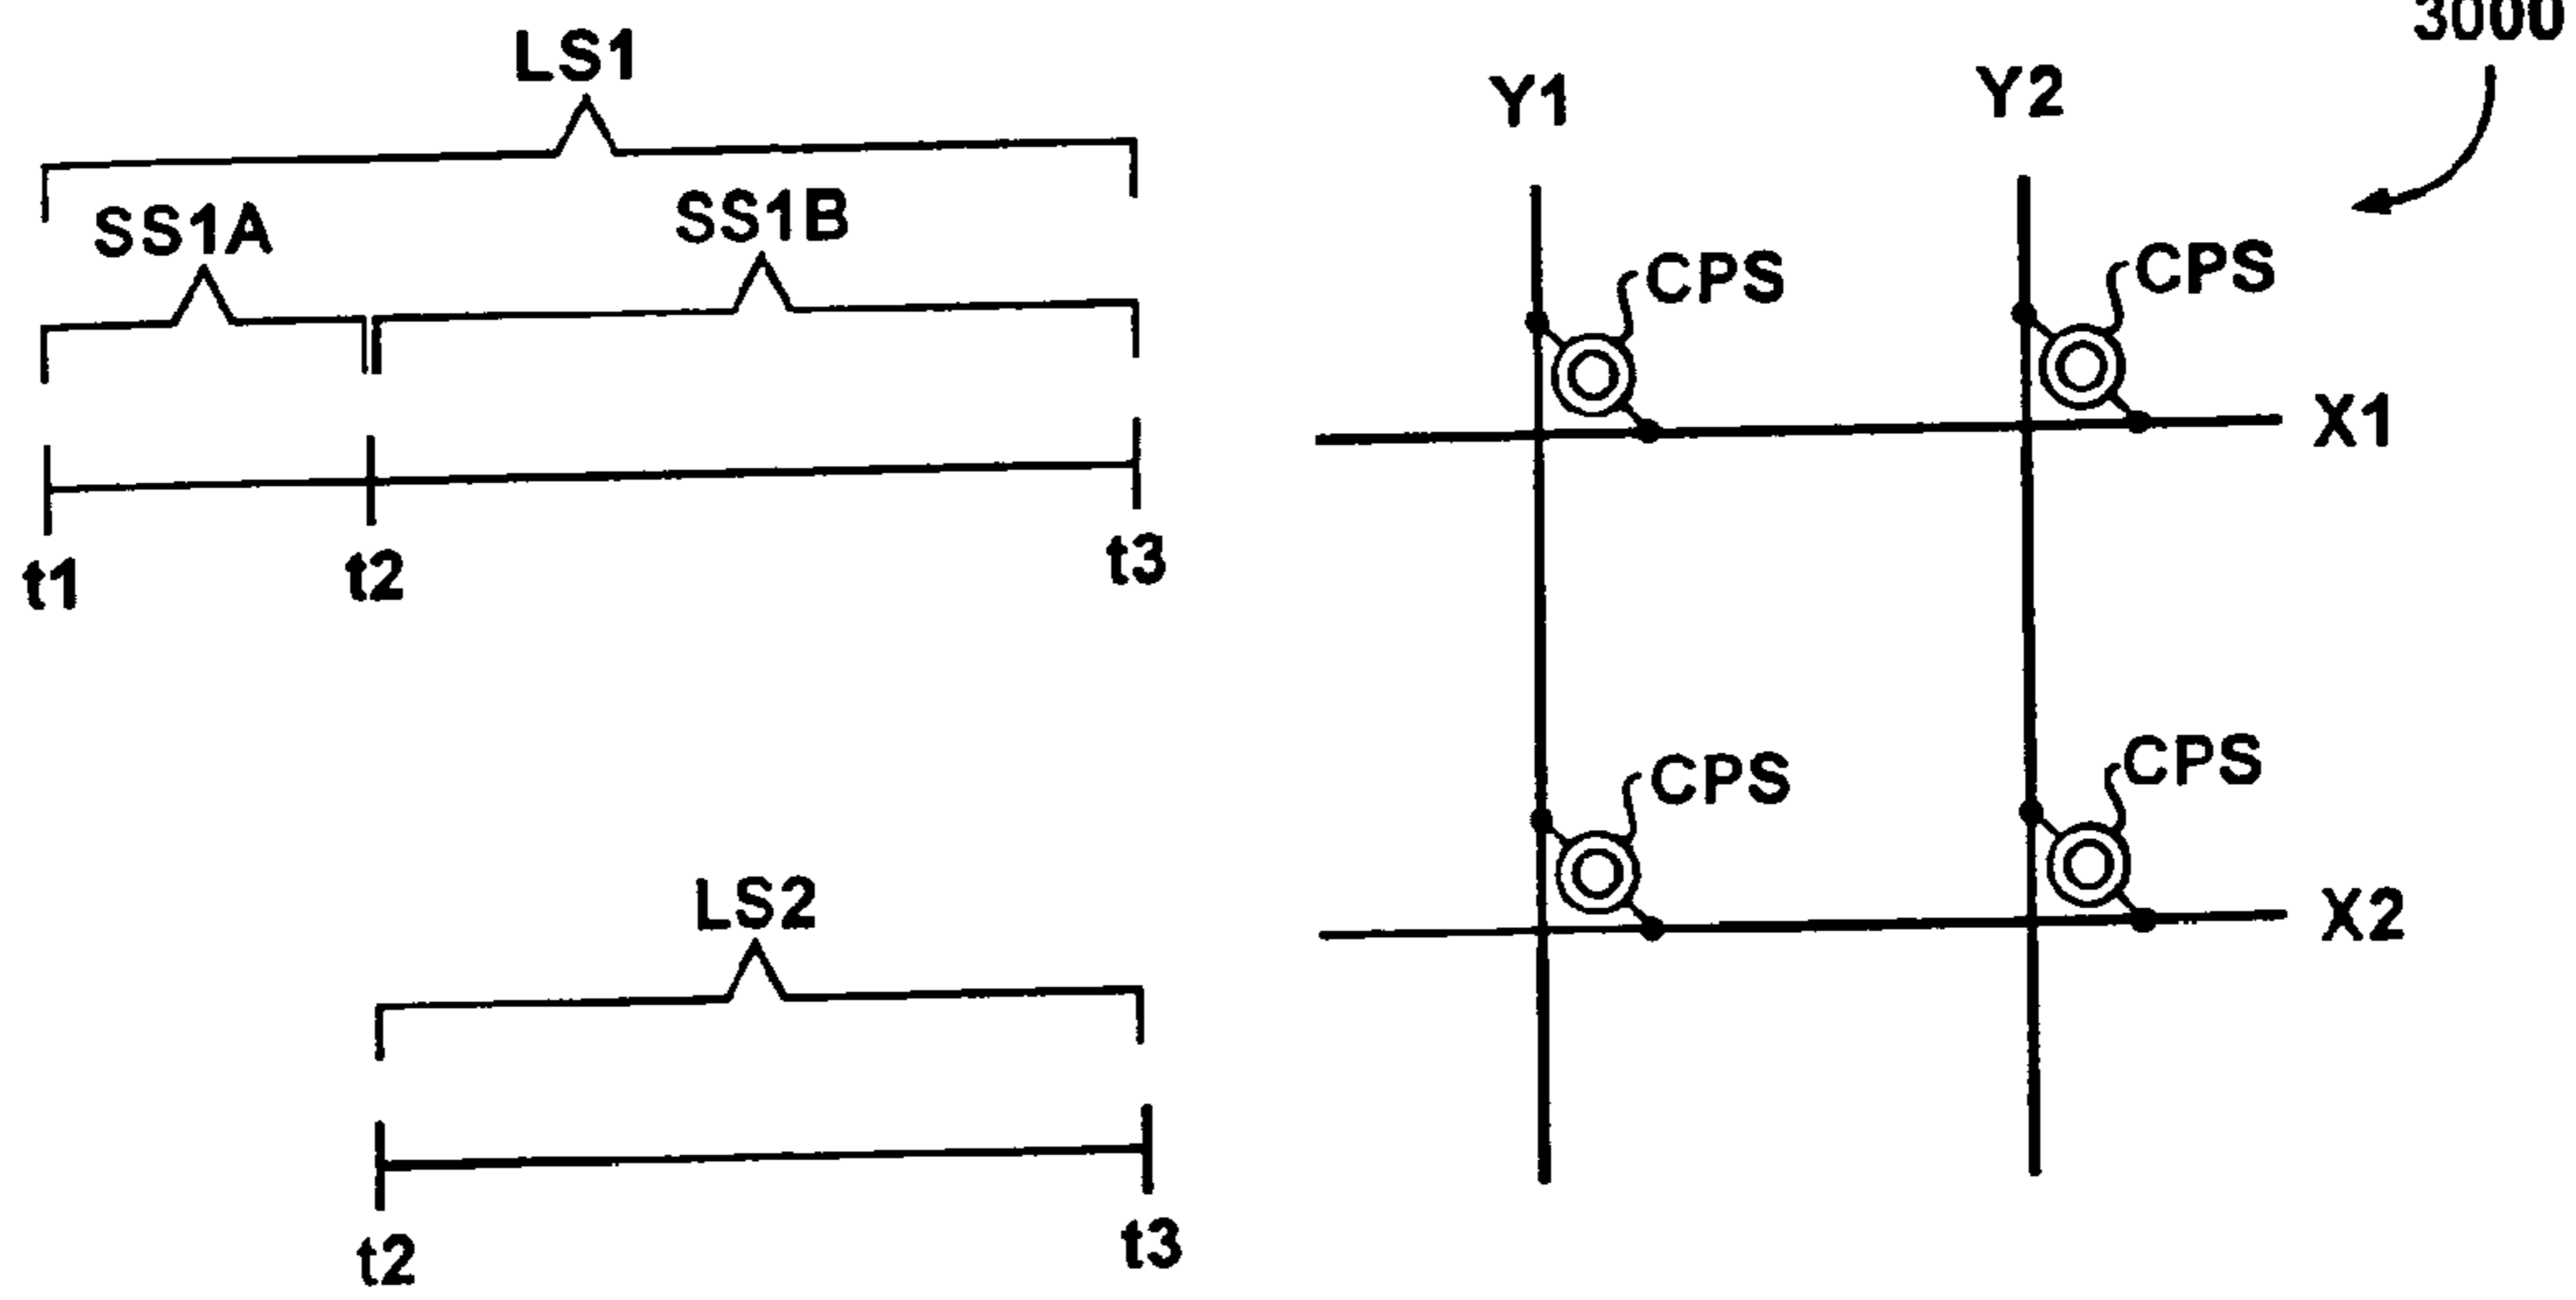 3000
LS1
Y1
Y2
SS1A
SS1B
CPS
CPS
X1
t1
t2
t3
CPS
CPS
LS2
X2
t2
t3